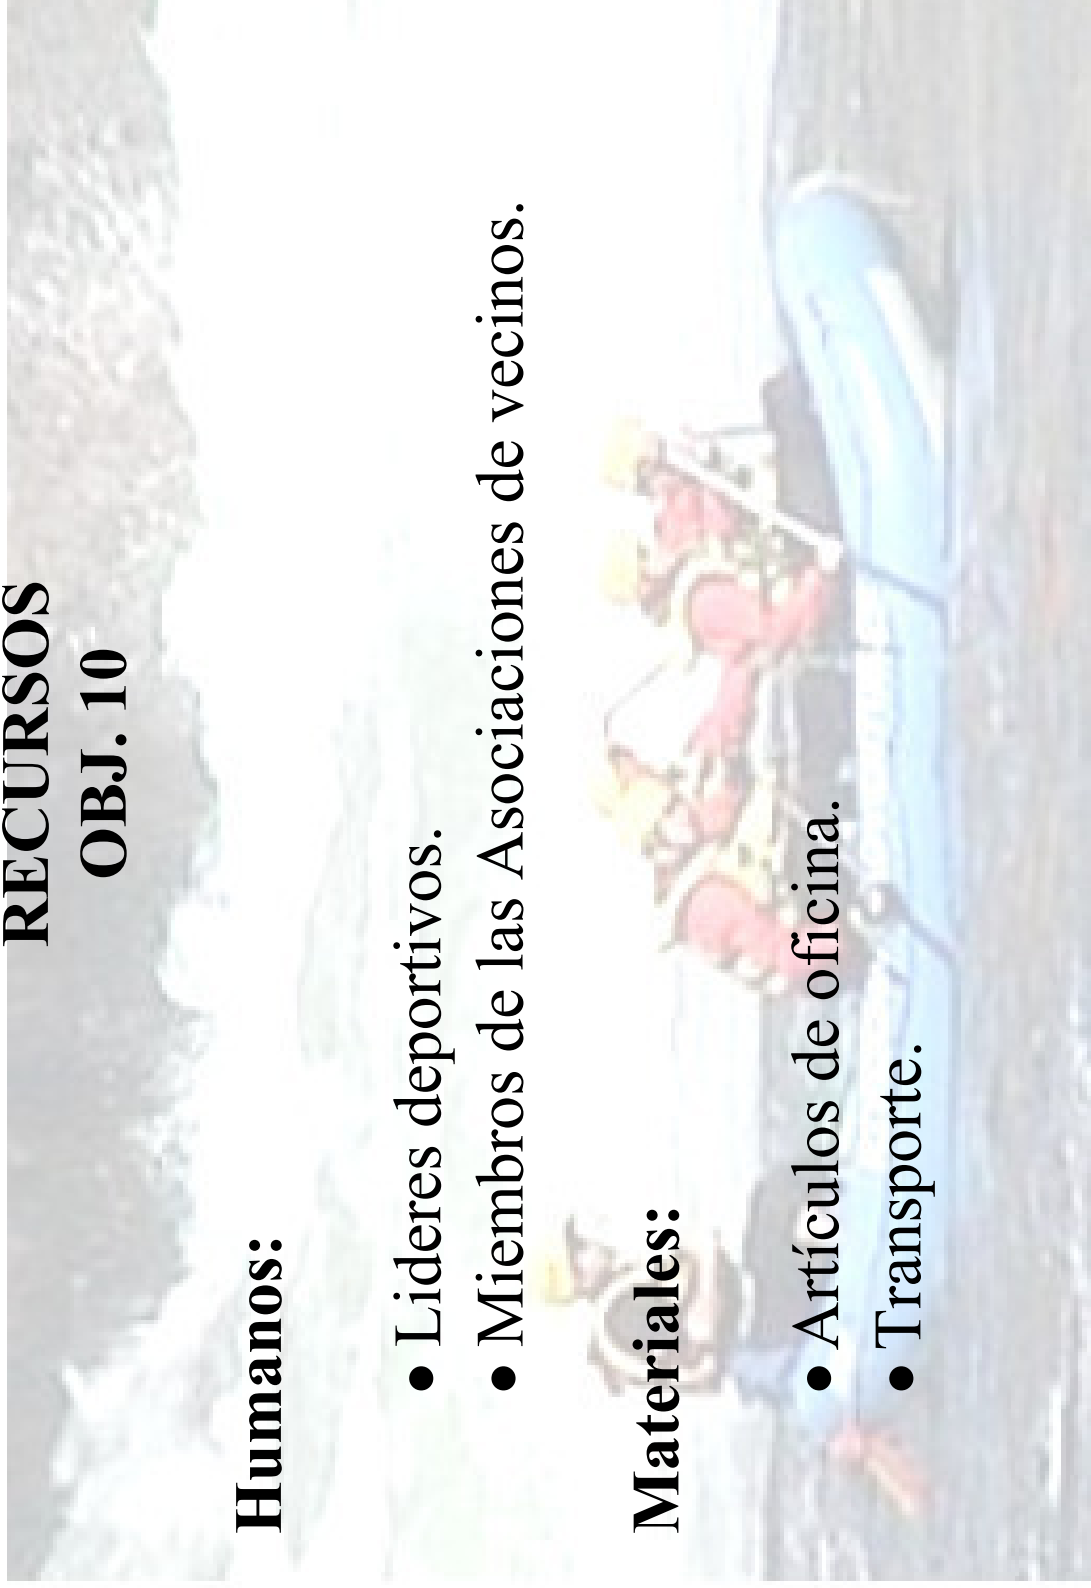 RECURSOS
OBJ. 10
Humanos:
• Lideres deportivos.
• Miembros de las Asociaciones de vecinos.
Materiales:
• Artículos de oficina.
• Transporte.